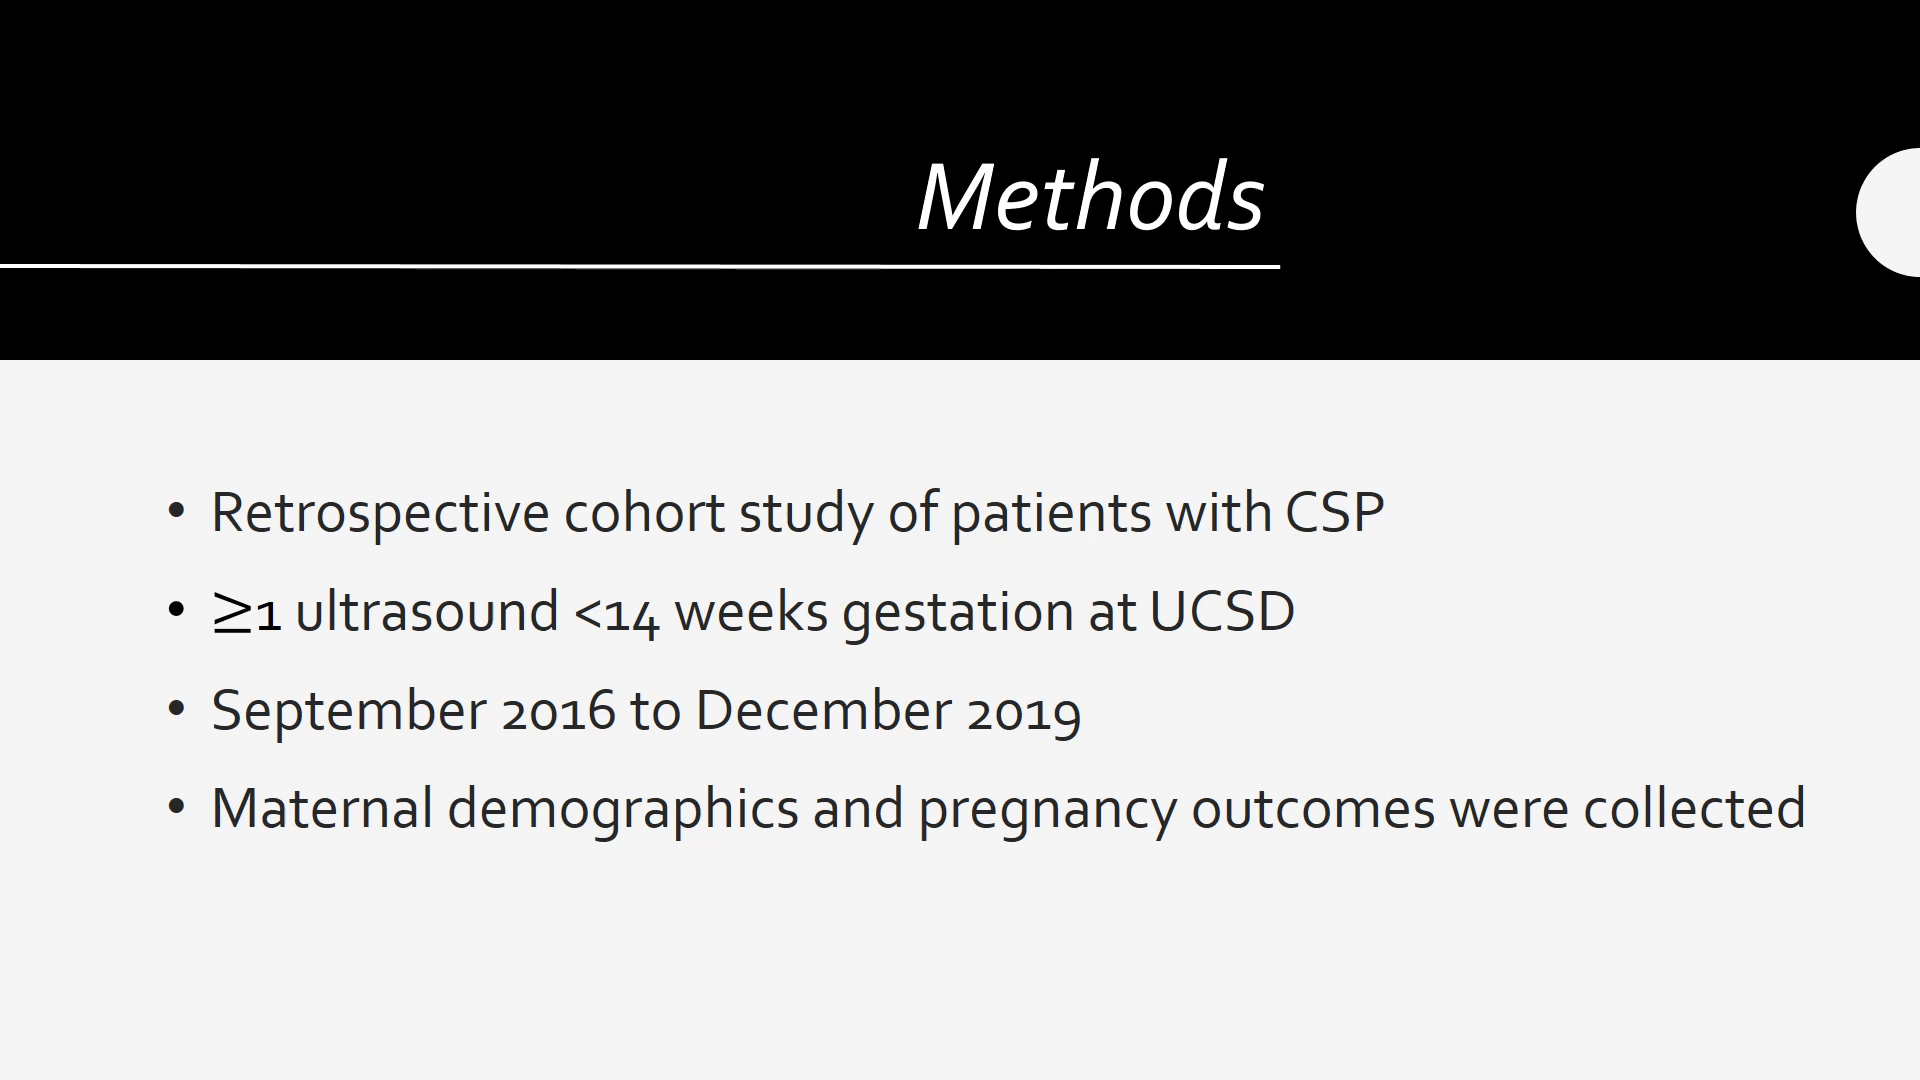 Methods
• Retrospective cohort study of patients with CSP
• ≥1 ultrasound <14 weeks gestation at UCSD
• September 2016 to December 2019
• Maternal demographics and pregnancy outcomes were collected